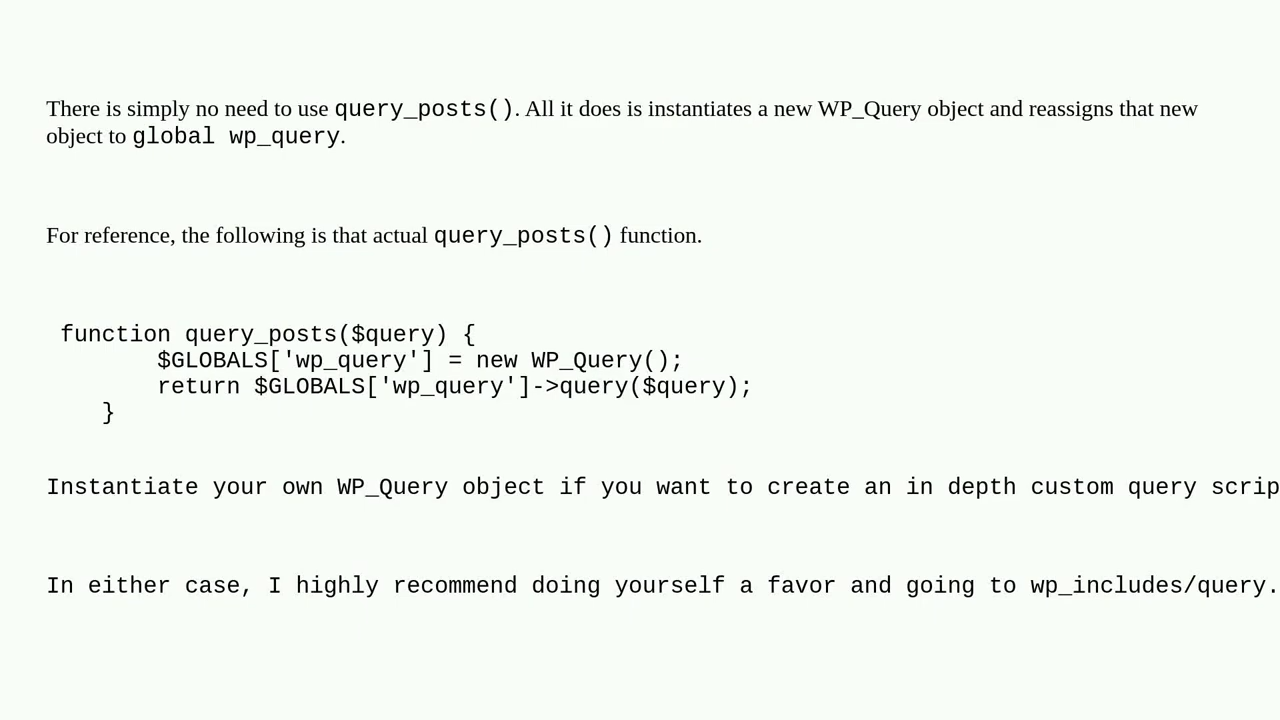 There is simply no need to use query_posts(). All it does is instantiates a new WP_Query object and reassigns that new
object to global wp_query.
For reference, the following is that actual query_posts() function.
function query_posts($query) {
$GLOBALS['wp_query'] = new WP_Query();
return $GLOBALS['wp_query']->query($query);
}
Instantiate your own WP_Query object if you want to create an in depth custom query scrip
In either case, I highly recommend doing yourself a favor and going to wp_includes/query.